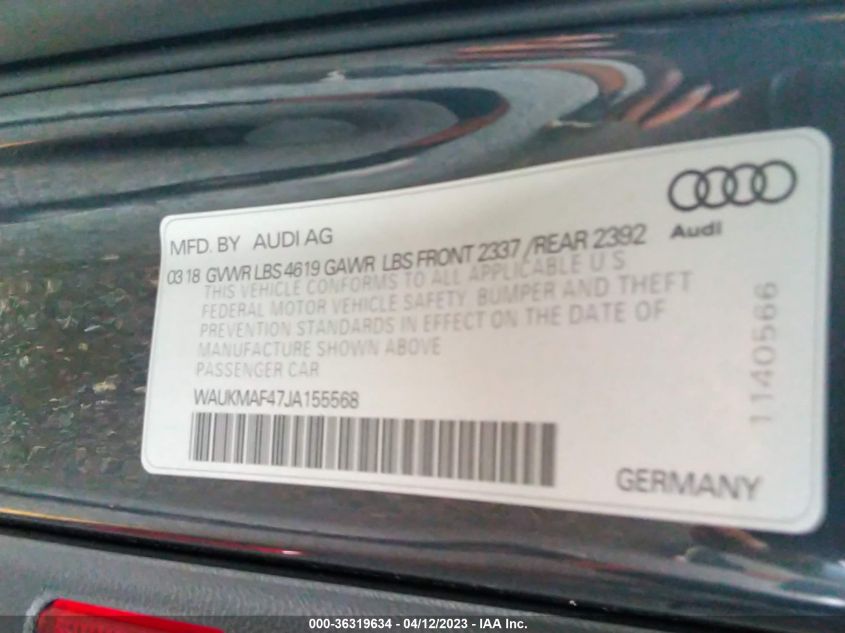 Audi
MFD. BY AUDI AG
03 18 GVWR LBS 4619 GAWR LBS FRONT 2337 /REAR 2392
THIS VEHICLE CONFORMS TO ALL APPLICABLE U S
FEDERAL MOTOR VEHICLE SAFETY, BUMPER AND THEFT
PREVENTION STANDARDS IN EFFECT ON THE DATE OF
MANUFACTURE SHOWN ABOVE
PASSENGER CAR
WAUKMAF47JA155568
GERMANY
1140566
000-36319634 - 04/12/2023 - IAA Inc.